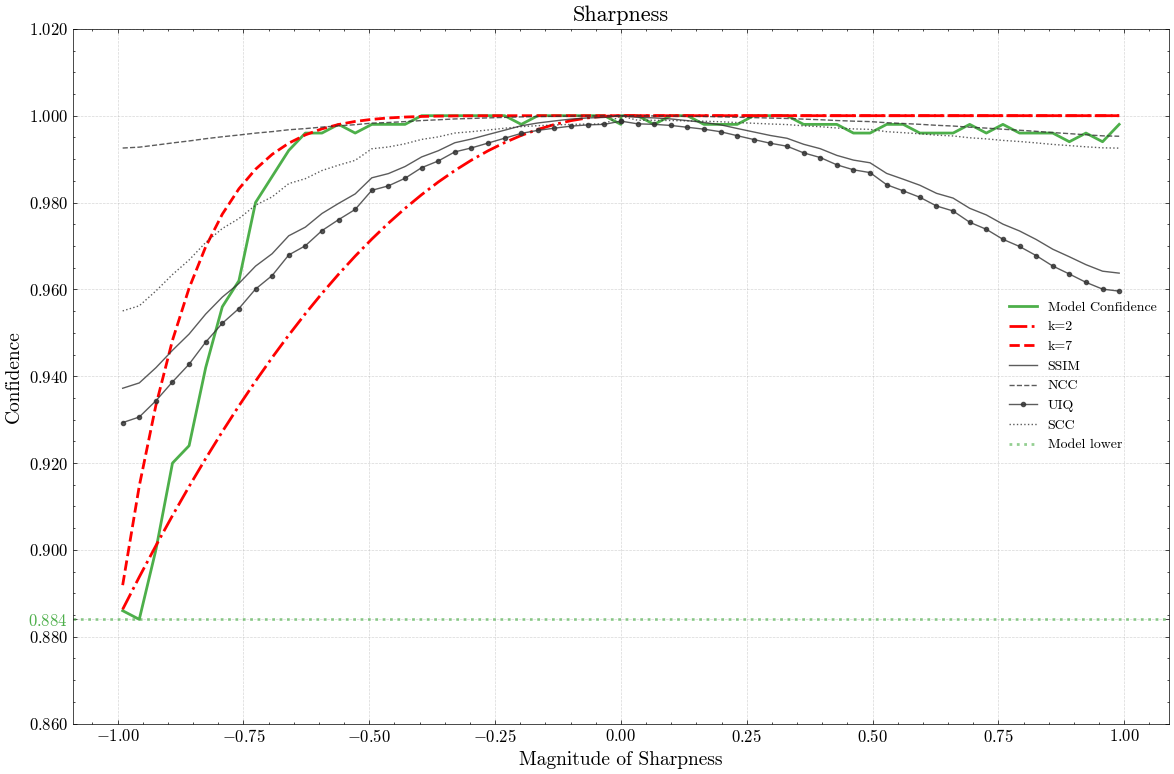 Sharpness
Confidence
1.020
1.000
0.980
0.960
0.940
0.920
0.900
0.884
0.880
0.860
Model Confidence
k=2
k=7
SSIM
NCC
UIQ
SCC
Model lower
−1.00 −0.75 −0.50 −0.25 0.00 0.25 0.50 0.75 1.00
Magnitude of Sharpness